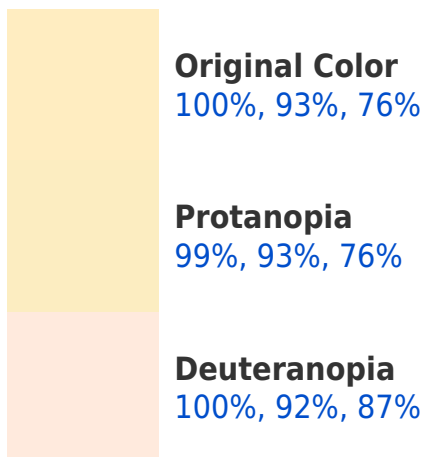 Original Color
100%, 93%, 76%
Protanopia
99%, 93%, 76%
Deuteranopia
100%, 92%, 87%